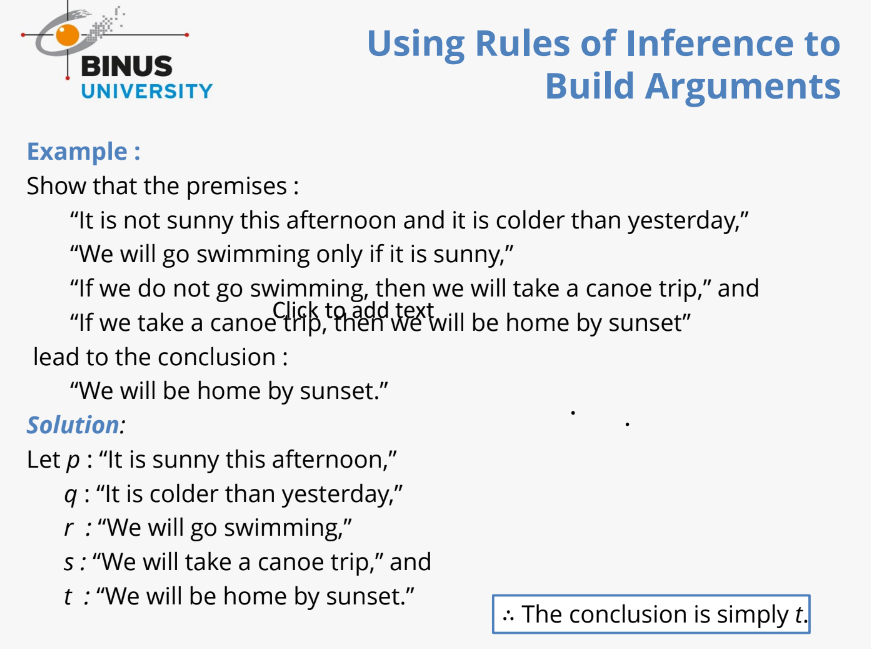 BINUS
UNIVERSITY
Using Rules of Inference to
Build Arguments
Example :
Show that the premises :
“It is not sunny this afternoon and it is colder than yesterday,”
“We will go swimming only if it is sunny,”
“If we do not go swimming, then we will take a canoe trip,” and
Click to add text
“If we take a canoe trip, then we will be home by sunset”
lead to the conclusion :
“We will be home by sunset.”
.
.
Solution:
Let p : “It is sunny this afternoon,”
q : “It is colder than yesterday,”
r : “We will go swimming,”
s : “We will take a canoe trip,” and
t : “We will be home by sunset.”
∴ The conclusion is simply t.